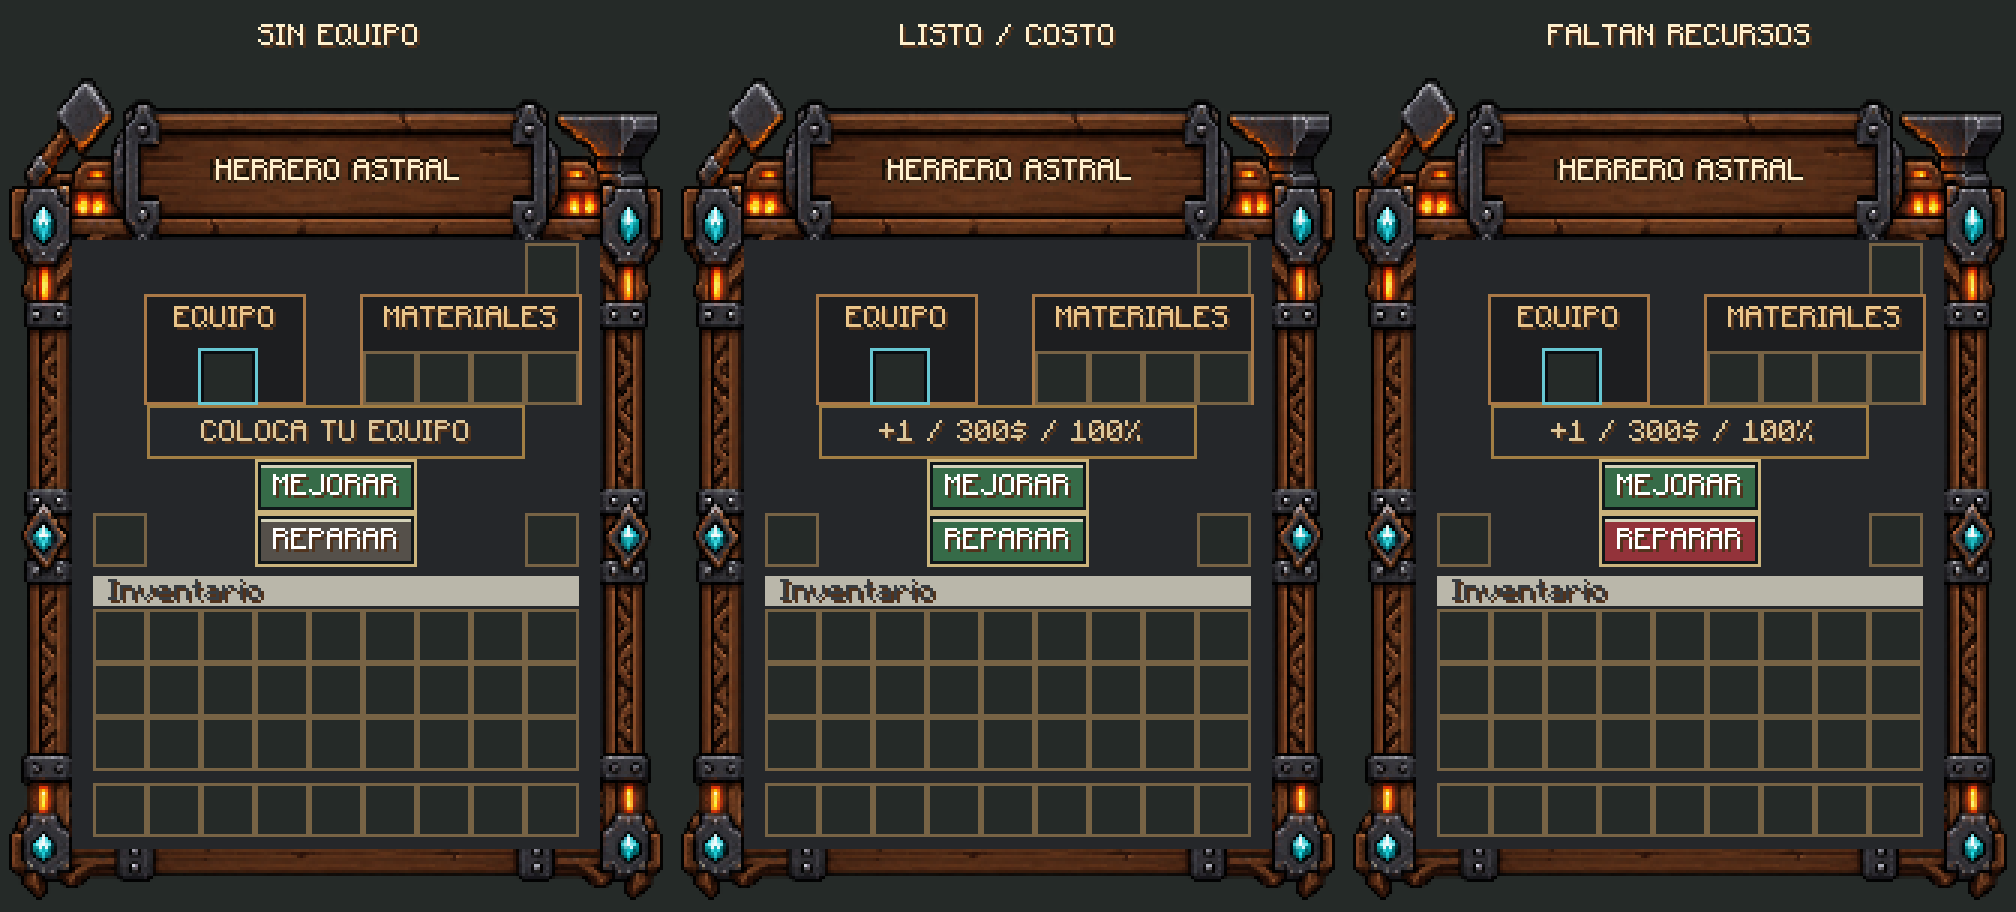 SIN EQUIPO
HERRERO ASTRAL
EQUIPO
MATERIALES
COLOCA TU EQUIPO
MEJORAR
REPARAR
Inventario
LISTO / COSTO
HERRERO ASTRAL
EQUIPO
MATERIALES
+1 / 300$ / 100%
MEJORAR
REPARAR
Inventario
FALTAN RECURSOS
HERRERO ASTRAL
EQUIPO
MATERIALES
+1 / 300$ / 100%
MEJORAR
REPARAR
Inventario